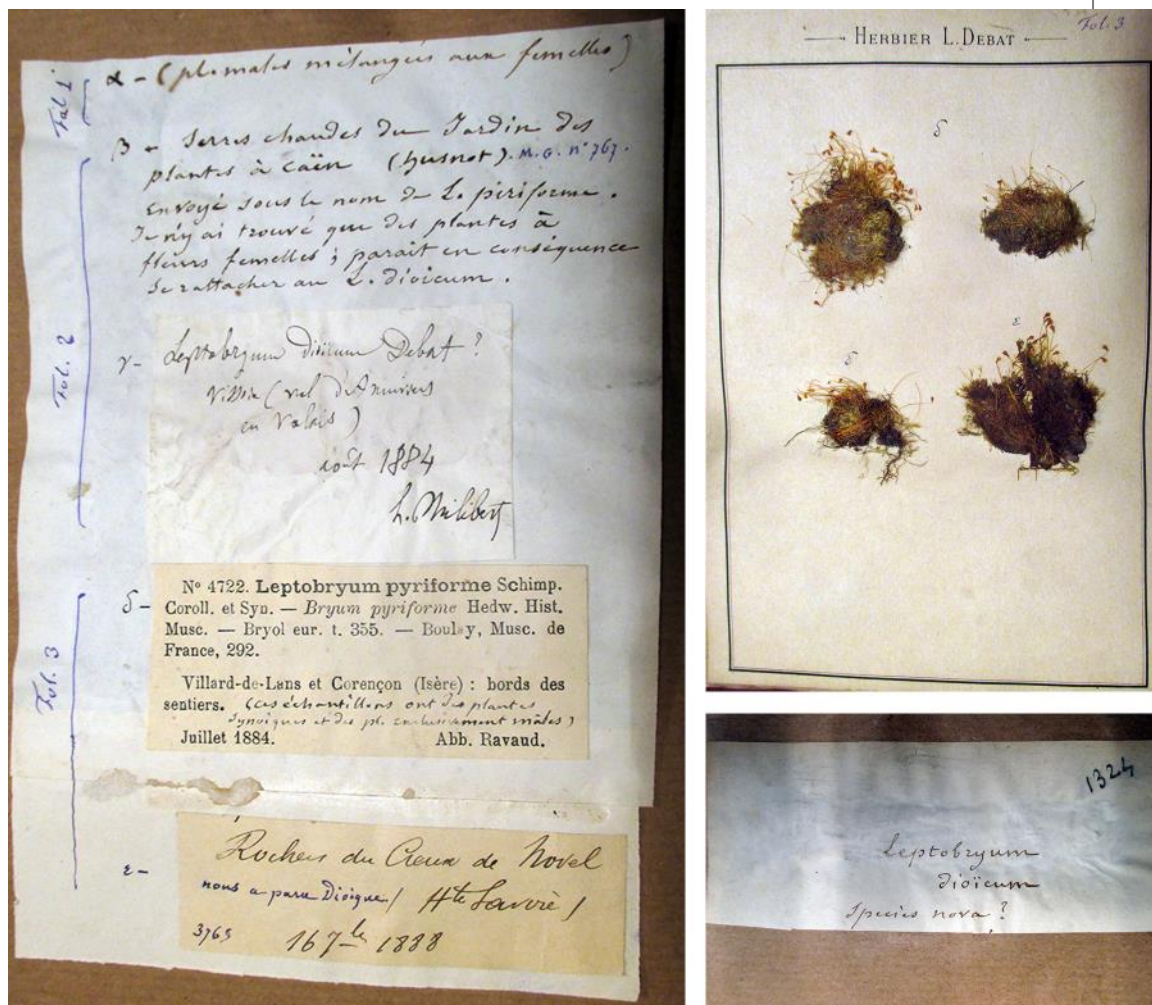 Fol. 1
α - (pl. males mélangées aux femelles)
Fol. 2
β - Serres chaudes du Jardin des
plantes à Caën (husnot). M.G. n° 767.
Envoyé sous le nom de L. piriforme.
Je n'y ai trouvé que des plantes à
fleurs femelles ; parait en conséquence
se rattacher au L. dioïcum.
γ - Leptobryum dioicum Debat ?
(val d'Anniviers
en Valais)
août 1884
h. Philibert
Fol. 3
δ - N° 4722. Leptobryum pyriforme Schimp.
Coroll. et Syn. — Bryum pyriforme Hedw. Hist.
Musc. — Bryol eur. t. 355. — Boulay, Musc. de
France, 292.
Villard-de-Lans et Corençon (Isère) : bords des
sentiers. (ces échantillons ont des plantes
synoïques et des pl. exclusivement mâles)
Juillet 1884. Abb. Ravaud.
ε - Rochers du Creux de Novel
nous a paru Dioïque / Hte Savoie /
3765 16 7bre 1888
HERBIER L. DEBAT
Fol. 3
δ
δ
ε
1324
Leptobryum
dioïcum
Species nova ?